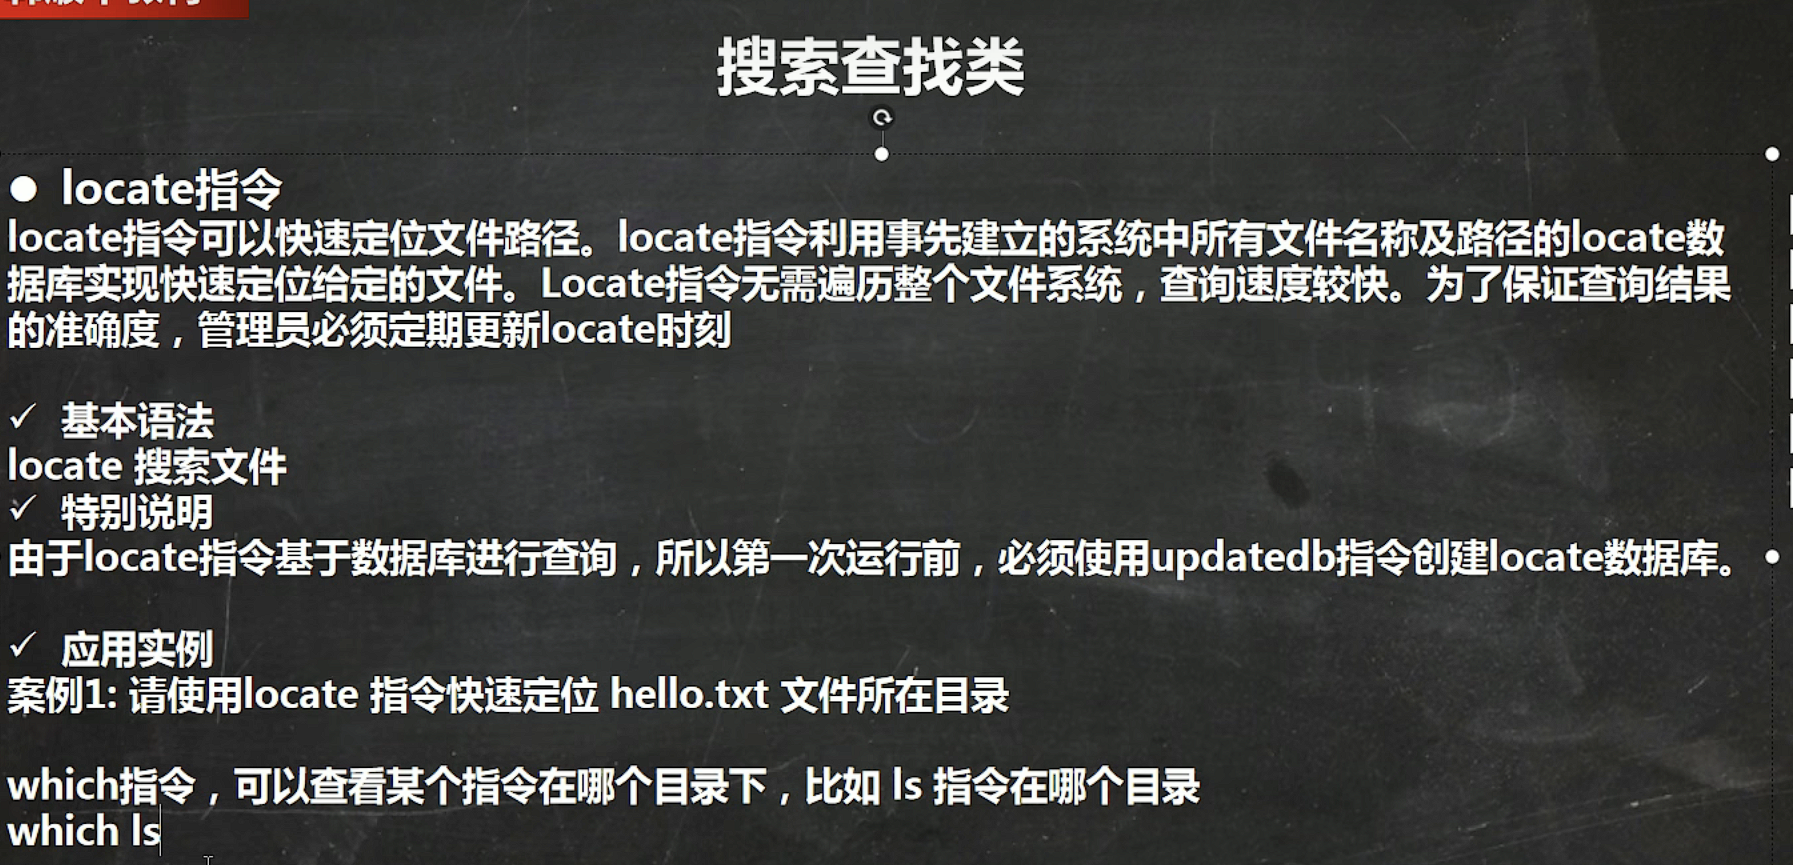 搜索查找类
● locate指令
locate指令可以快速定位文件路径。locate指令利用事先建立的系统中所有文件名称及路径的locate数
据库实现快速定位给定的文件。Locate指令无需遍历整个文件系统，查询速度较快。为了保证查询结果
的准确度，管理员必须定期更新locate时刻
✓ 基本语法
locate 搜索文件
✓ 特别说明
由于locate指令基于数据库进行查询，所以第一次运行前，必须使用updatedb指令创建locate数据库。
✓ 应用实例
案例1: 请使用locate 指令快速定位 hello.txt 文件所在目录
which指令，可以查看某个指令在哪个目录下，比如 ls 指令在哪个目录
which ls